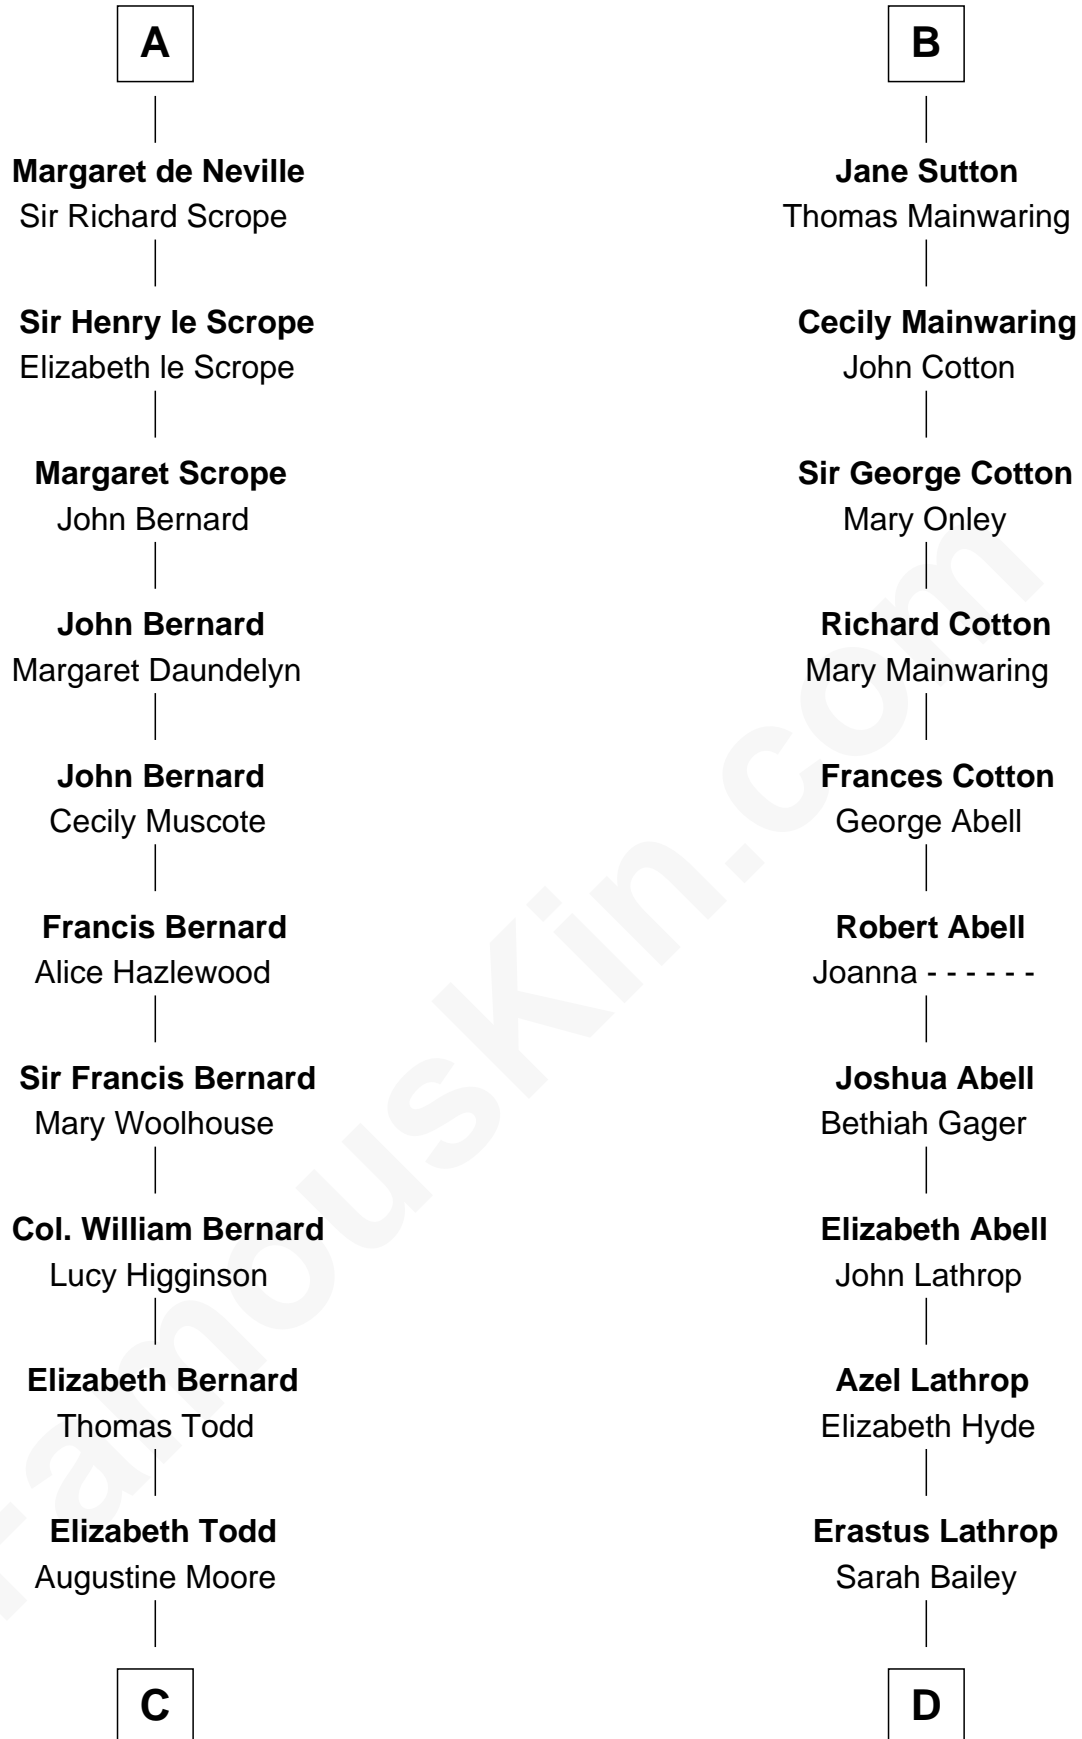 A
Margaret de Neville
Sir Richard Scrope
Sir Henry le Scrope
Elizabeth le Scrope
Margaret Scrope
John Bernard
John Bernard
Margaret Daundelyn
John Bernard
Cecily Muscote
Francis Bernard
Alice Hazlewood
Sir Francis Bernard
Mary Woolhouse
Col. William Bernard
Lucy Higginson
Elizabeth Bernard
Thomas Todd
Elizabeth Todd
Augustine Moore
C
B
Jane Sutton
Thomas Mainwaring
Cecily Mainwaring
John Cotton
Sir George Cotton
Mary Onley
Richard Cotton
Mary Mainwaring
Frances Cotton
George Abell
Robert Abell
Joanna - - - - - -
Joshua Abell
Bethiah Gager
Elizabeth Abell
John Lathrop
Azel Lathrop
Elizabeth Hyde
Erastus Lathrop
Sarah Bailey
D
FamousKin.com